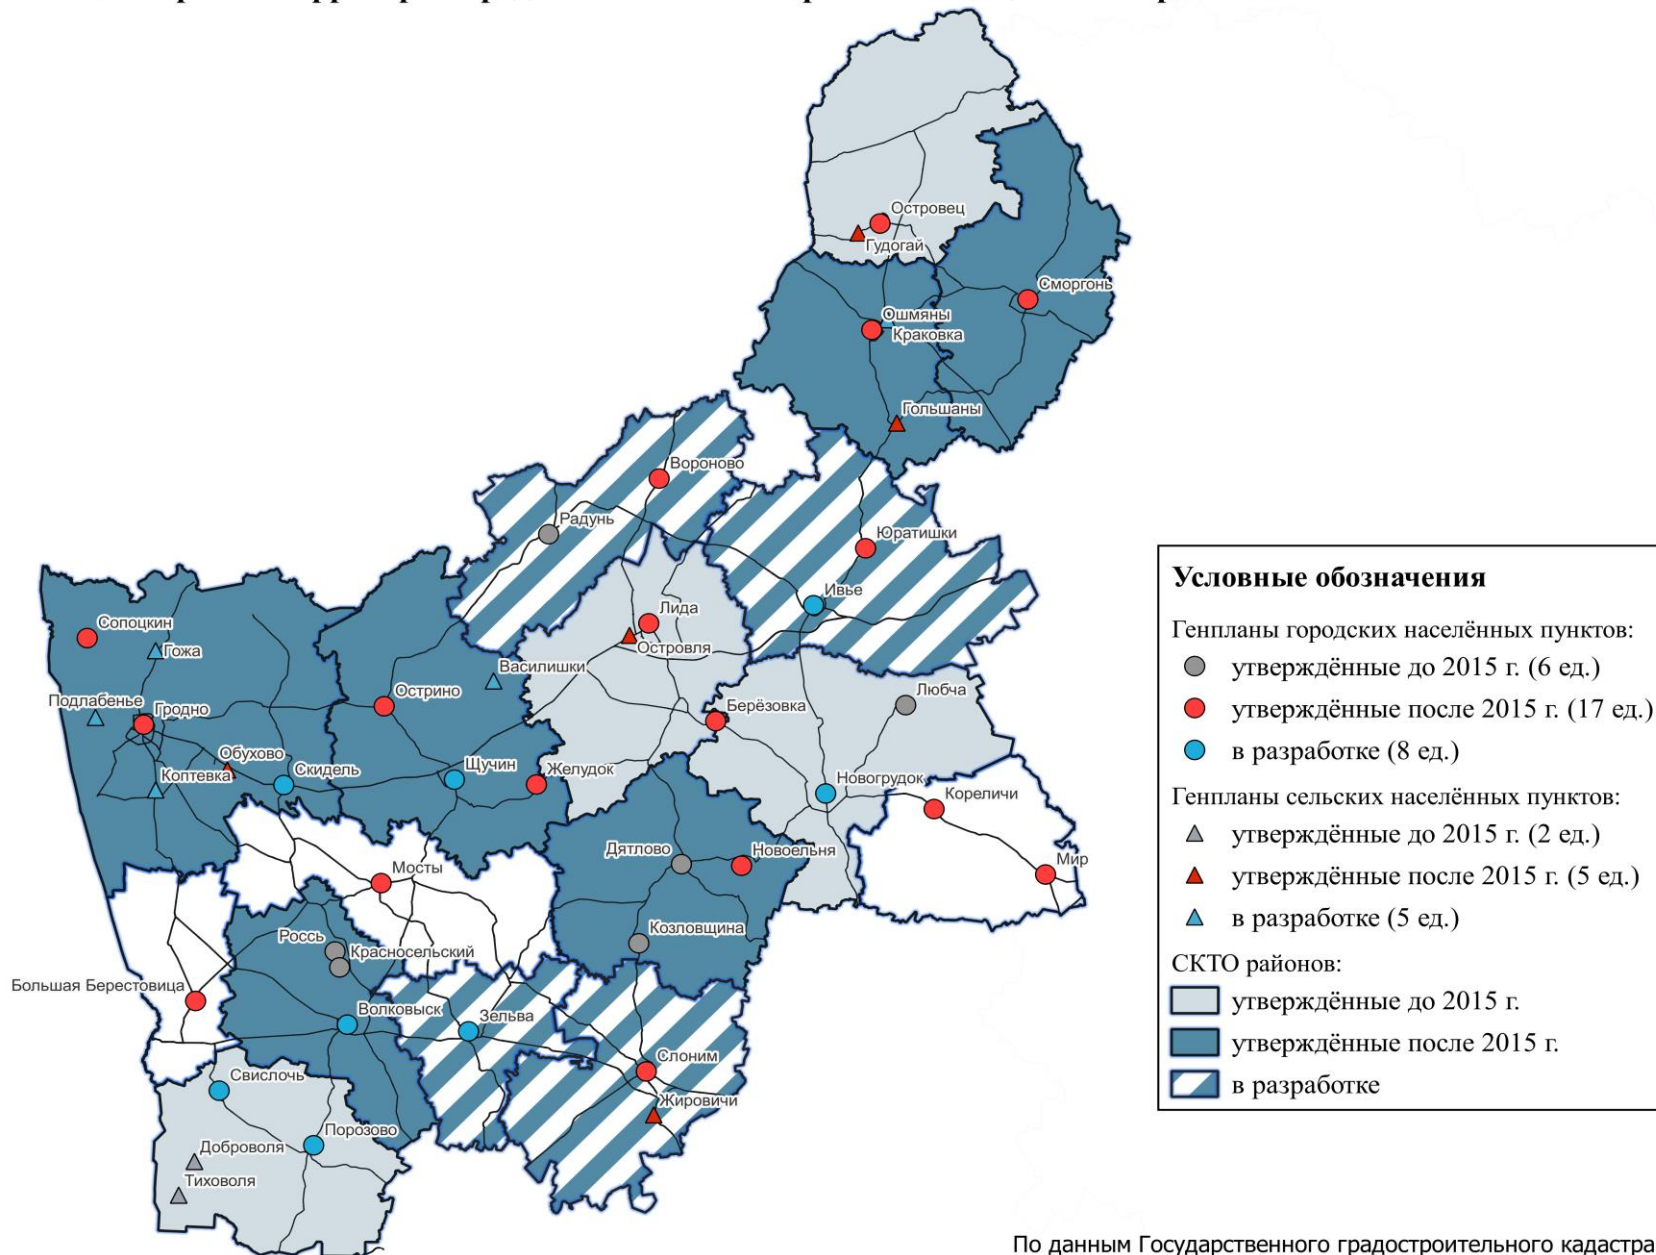 Островец
Гудогай
Сморгонь
Ошмяны
Краковка
Гольшаны
Вороново
Радунь
Юратишки
Ивье
Лида
Островля
Сопоцкин
Гожа
Василишки
Подлабенье
Гродно
Острино
Берёзовка
Любча
Обухово
Скидель
Коптевка
Щучин
Желудок
Новогрудок
Кореличи
Мосты
Дятлово
Новоельня
Мир
Россь
Красносельский
Козловщина
Большая Берестовица
Волковыск
Зельва
Слоним
Жировичи
Свислочь
Порозово
Доброволя
Тиховоля
Условные обозначения
Генпланы городских населённых пунктов:
утверждённые до 2015 г. (6 ед.)
утверждённые после 2015 г. (17 ед.)
в разработке (8 ед.)
Генпланы сельских населённых пунктов:
утверждённые до 2015 г. (2 ед.)
утверждённые после 2015 г. (5 ед.)
в разработке (5 ед.)
СКТО районов:
утверждённые до 2015 г.
утверждённые после 2015 г.
в разработке
По данным Государственного градостроительного кадастра